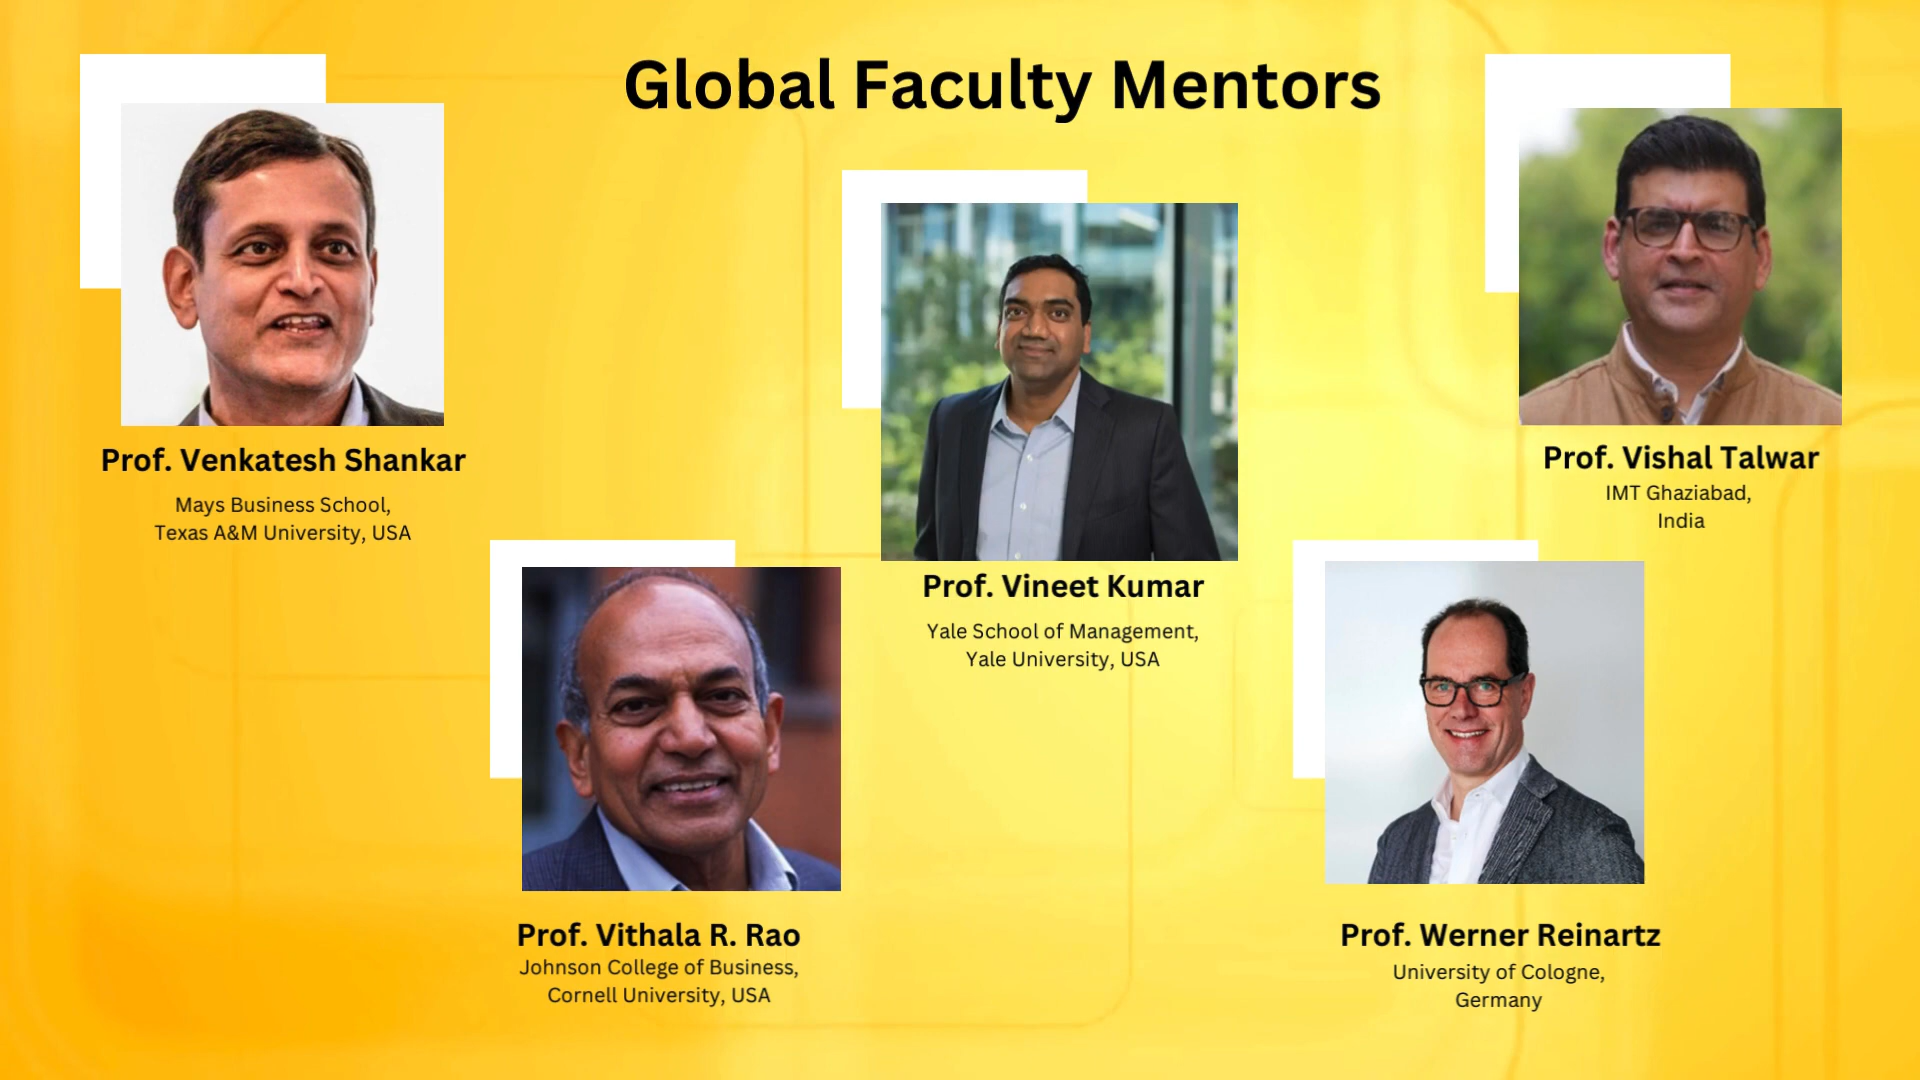 Global Faculty Mentors
Prof. Venkatesh Shankar
Mays Business School,
Texas A&M University, USA
Prof. Vithala R. Rao
Johnson College of Business,
Cornell University, USA
Prof. Vineet Kumar
Yale School of Management,
Yale University, USA
Prof. Werner Reinartz
University of Cologne,
Germany
Prof. Vishal Talwar
IMT Ghaziabad,
India